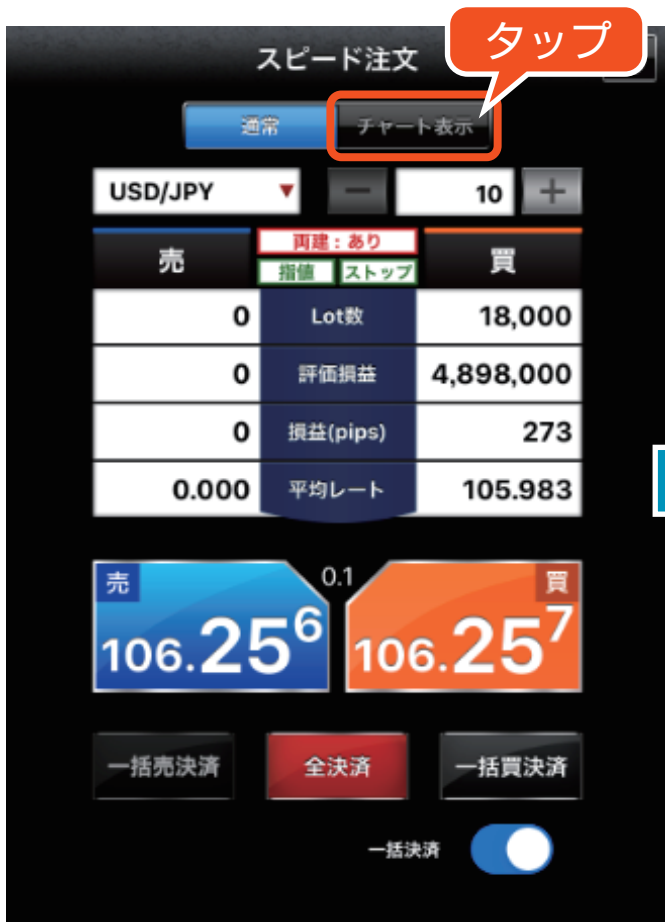 タップ
スピード注文
通常 チャート表示
USD/JPY ▼ − 10 +
売 両建：あり 買
指値 ストップ
0 Lot数 18,000
0 評価損益 4,898,000
0 損益(pips) 273
0.000 平均レート 105.983
売 0.1 買
106.256 106.257
一括売決済 全決済 一括買決済
一括決済